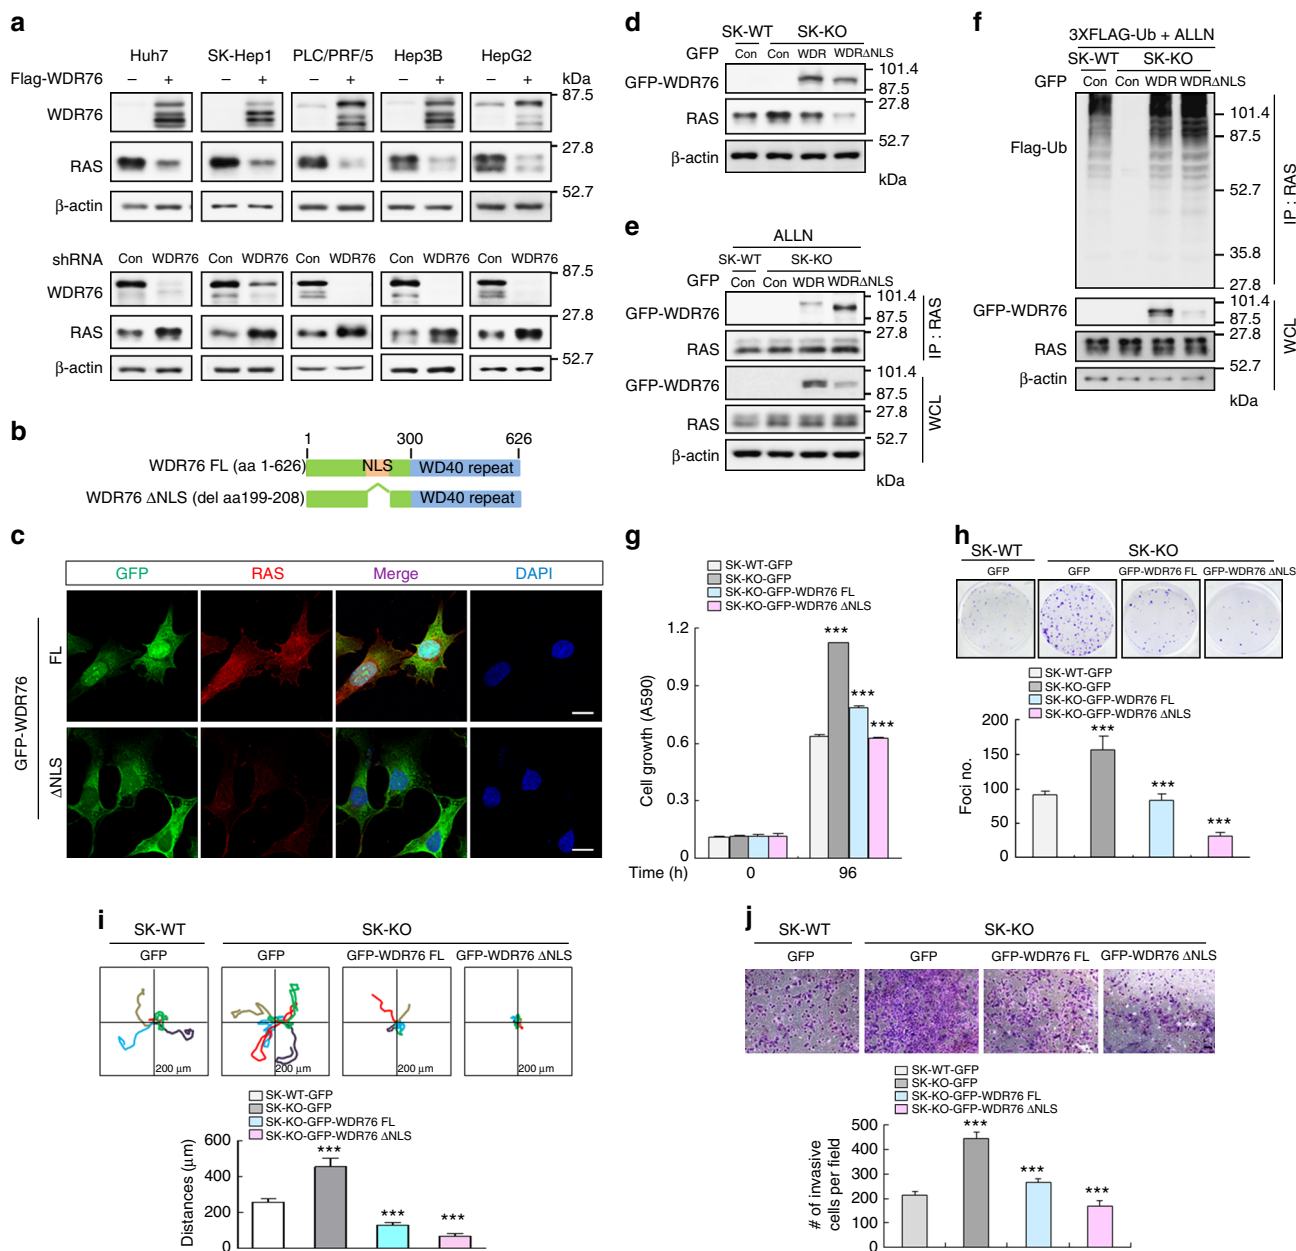 a
Huh7 SK-Hep1 PLC/PRF/5 Hep3B HepG2
Flag-WDR76 – + – + – + – + – + kDa
WDR76 87.5
RAS 27.8
β-actin 52.7
shRNA Con WDR76 Con WDR76 Con WDR76 Con WDR76 Con WDR76
WDR76 87.5
RAS 27.8
β-actin 52.7
b
1 300 626
WDR76 FL (aa 1-626) NLS WD40 repeat
WDR76 ΔNLS (del aa199-208) WD40 repeat
c
GFP RAS Merge DAPI
GFP-WDR76
FL
ΔNLS
d
SK-WT SK-KO
GFP Con Con WDR WDRΔNLS
GFP-WDR76 101.4
87.5
RAS 27.8
β-actin 52.7
kDa
e
ALLN
SK-WT SK-KO
GFP Con Con WDR WDRΔNLS
GFP-WDR76 101.4
87.5
RAS 27.8
IP : RAS
GFP-WDR76 101.4
87.5
RAS 27.8
β-actin 52.7
WCL
kDa
f
3XFLAG-Ub + ALLN
SK-WT SK-KO
GFP Con Con WDR WDRΔNLS
Flag-Ub
101.4
87.5
52.7
35.8
27.8
IP : RAS
GFP-WDR76 101.4
87.5
RAS 27.8
β-actin 52.7
WCL
kDa
g
SK-WT-GFP
SK-KO-GFP
SK-KO-GFP-WDR76 FL
SK-KO-GFP-WDR76 ΔNLS
Cell growth (A590)
1.2
0.9
0.6
0.3
0
***
***
***
Time (h) 0 96
h
SK-WT SK-KO
GFP GFP GFP-WDR76 FL GFP-WDR76 ΔNLS
SK-WT-GFP
SK-KO-GFP
SK-KO-GFP-WDR76 FL
SK-KO-GFP-WDR76 ΔNLS
Foci no.
200
150
100
50
0
***
***
***
i
SK-WT SK-KO
GFP GFP GFP-WDR76 FL GFP-WDR76 ΔNLS
200 μm 200 μm 200 μm 200 μm
SK-WT-GFP
SK-KO-GFP
SK-KO-GFP-WDR76 FL
SK-KO-GFP-WDR76 ΔNLS
Distances (μm)
600
400
200
0
***
***
***
j
SK-WT SK-KO
GFP GFP GFP-WDR76 FL GFP-WDR76 ΔNLS
SK-WT-GFP
SK-KO-GFP
SK-KO-GFP-WDR76 FL
SK-KO-GFP-WDR76 ΔNLS
# of invasive
cells per field
500
400
300
200
100
0
***
***
***